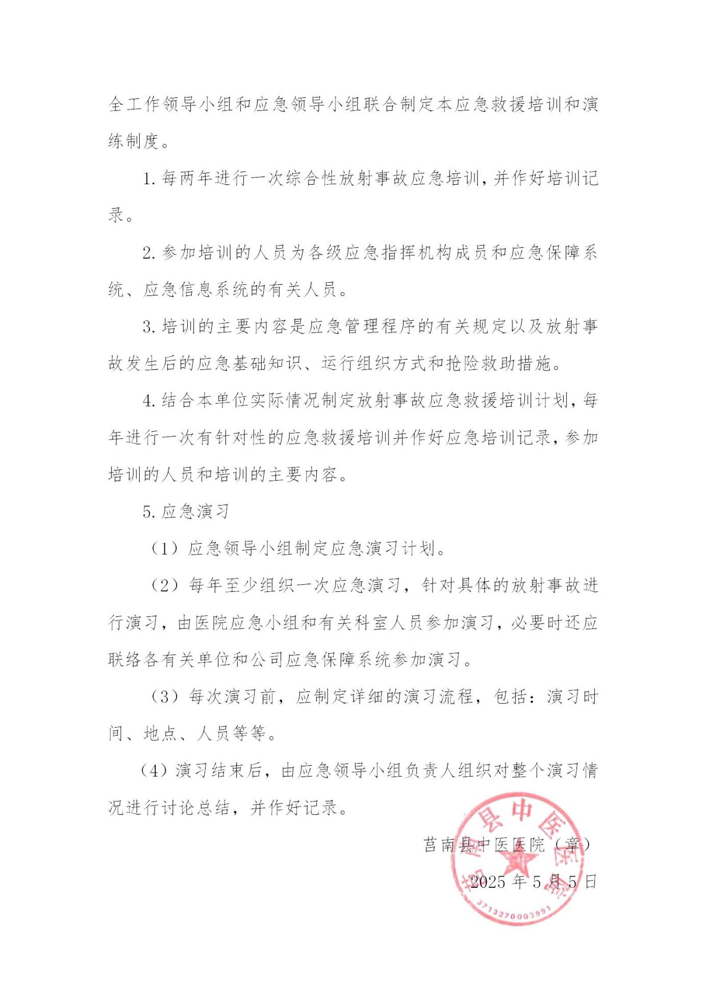 全工作领导小组和应急领导小组联合制定本应急救援培训和演
练制度。
1.每两年进行一次综合性放射事故应急培训，并作好培训记
录。
2.参加培训的人员为各级应急指挥机构成员和应急保障系
统、应急信息系统的有关人员。
3.培训的主要内容是应急管理程序的有关规定以及放射事
故发生后的应急基础知识、运行组织方式和抢险救助措施。
4.结合本单位实际情况制定放射事故应急救援培训计划，每
年进行一次有针对性的应急救援培训并作好应急培训记录，参加
培训的人员和培训的主要内容。
5.应急演习
（1）应急领导小组制定应急演习计划。
（2）每年至少组织一次应急演习，针对具体的放射事故进
行演习，由医院应急小组和有关科室人员参加演习，必要时还应
联络各有关单位和公司应急保障系统参加演习。
（3）每次演习前，应制定详细的演习流程，包括：演习时
间、地点、人员等等。
（4）演习结束后，由应急领导小组负责人组织对整个演习情
况进行讨论总结，并作好记录。
莒南县中医医院（章）
2025年5月5日
莒南县中医医院
3713270003991